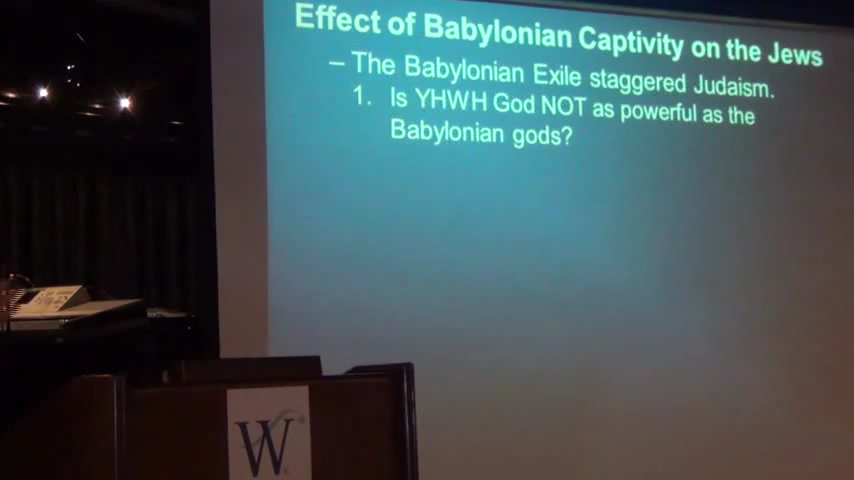 Effect of Babylonian Captivity on the Jews
– The Babylonian Exile staggered Judaism.
1. Is YHWH God NOT as powerful as the
Babylonian gods?
W